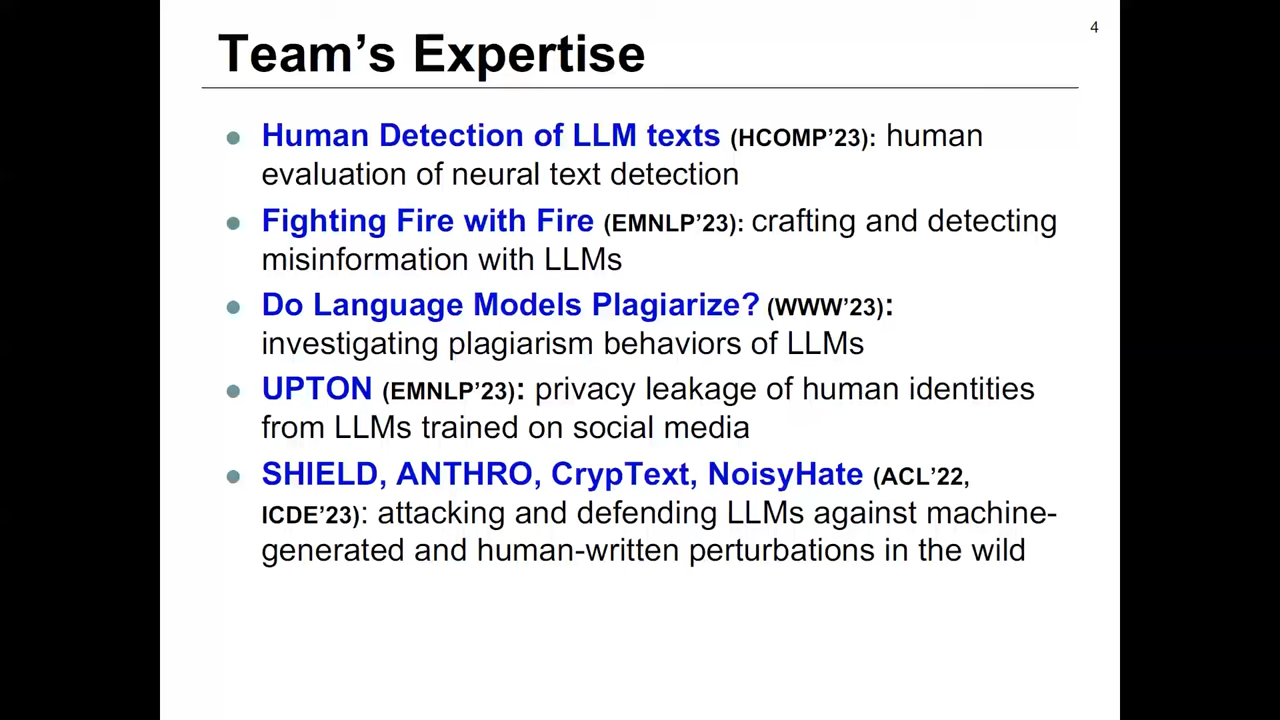 4
Team’s Expertise
● Human Detection of LLM texts (HCOMP’23): human
evaluation of neural text detection
● Fighting Fire with Fire (EMNLP’23): crafting and detecting
misinformation with LLMs
● Do Language Models Plagiarize? (WWW’23):
investigating plagiarism behaviors of LLMs
● UPTON (EMNLP’23): privacy leakage of human identities
from LLMs trained on social media
● SHIELD, ANTHRO, CrypText, NoisyHate (ACL’22,
ICDE’23): attacking and defending LLMs against machine-
generated and human-written perturbations in the wild